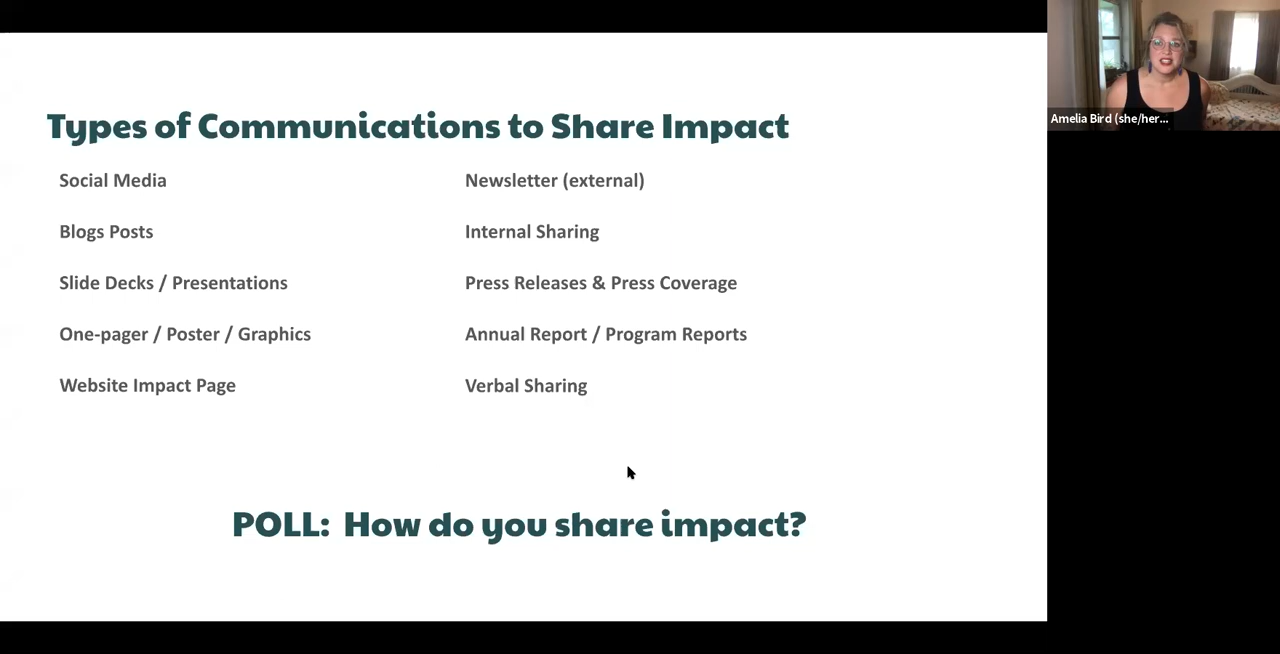 Types of Communications to Share Impact
Social Media
Blogs Posts
Slide Decks / Presentations
One-pager / Poster / Graphics
Website Impact Page
Newsletter (external)
Internal Sharing
Press Releases & Press Coverage
Annual Report / Program Reports
Verbal Sharing
POLL: How do you share impact?
Amelia Bird (she/her...